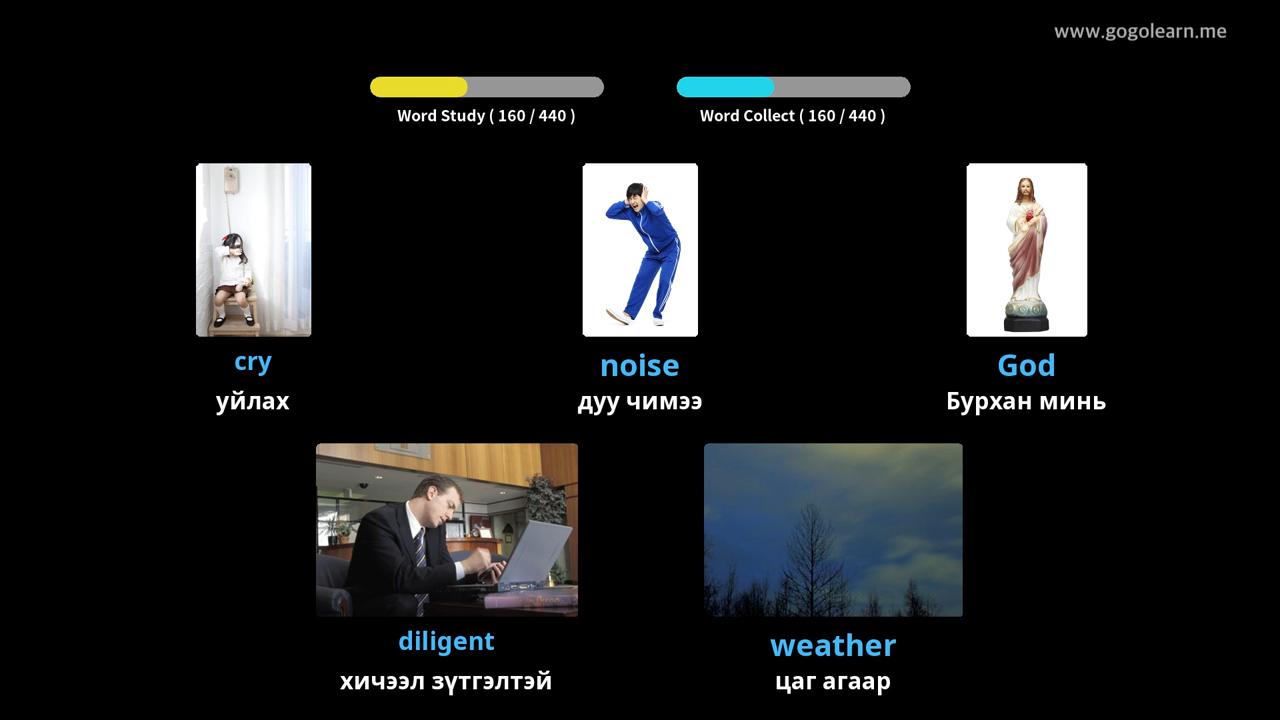 www.gogolearn.me
Word Study ( 160 / 440 )
Word Collect ( 160 / 440 )
cry
уйлах
noise
дуу чимээ
God
Бурхан минь
diligent
хичээл зүтгэлтэй
weather
цаг агаар